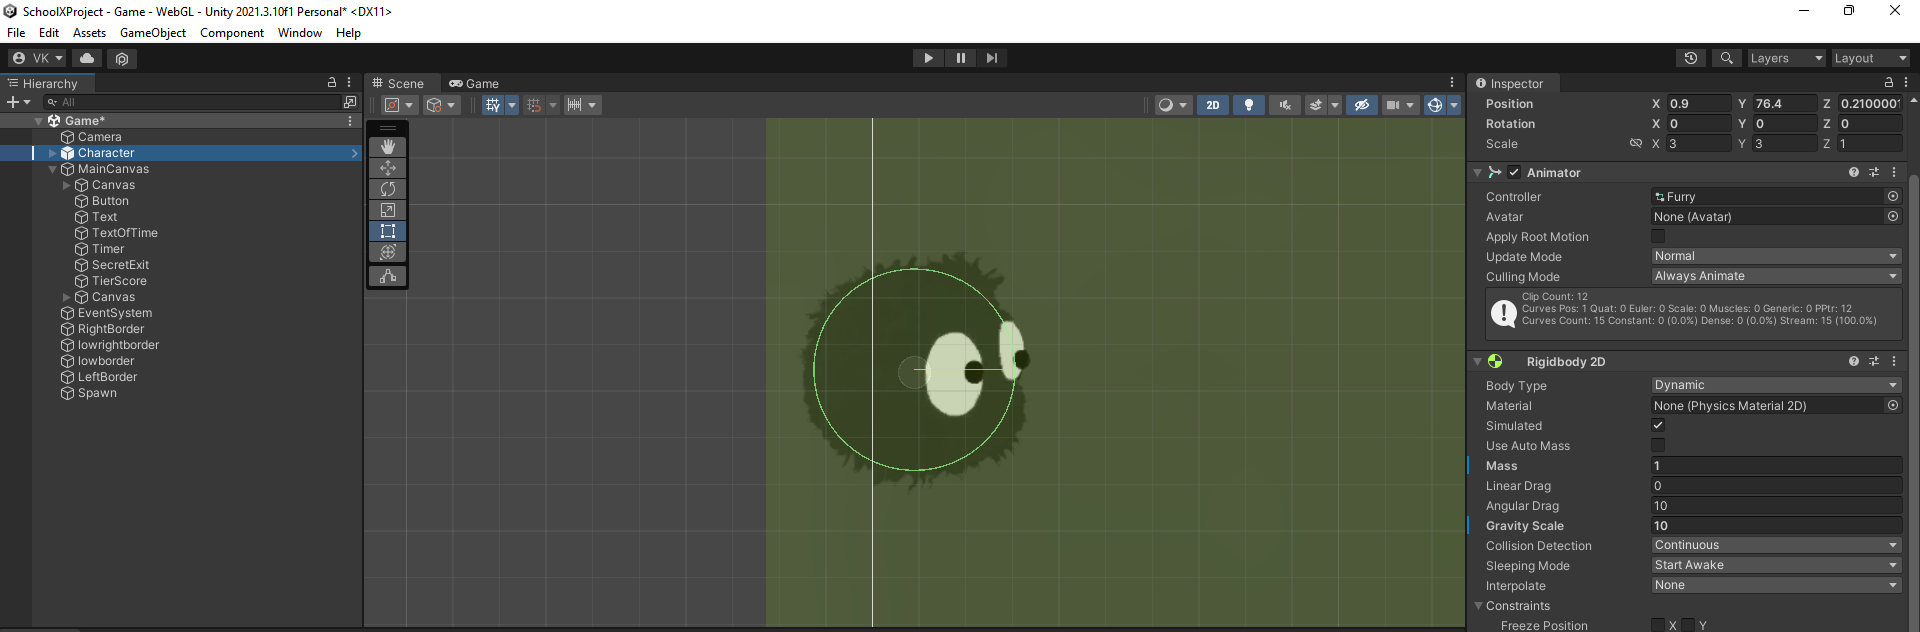 SchoolXProject - Game - WebGL - Unity 2021.3.10f1 Personal* <DX11>
File Edit Assets GameObject Component Window Help
VK Layers Layout
Hierarchy
All
Game*
Camera
Character
MainCanvas
Canvas
Button
Text
TextOfTime
Timer
SecretExit
TierScore
Canvas
EventSystem
RightBorder
lowrightborder
lowborder
LeftBorder
Spawn
Scene Game
2D
Inspector
Position X 0.9 Y 76.4 Z 0.2100001
Rotation X 0 Y 0 Z 0
Scale X 3 Y 3 Z 1
Animator
Controller Furry
Avatar None (Avatar)
Apply Root Motion
Update Mode Normal
Culling Mode Always Animate
Clip Count: 12
Curves Pos: 1 Quat: 0 Euler: 0 Scale: 0 Muscles: 0 Generic: 0 PPtr: 12
Curves Count: 15 Constant: 0 (0.0%) Dense: 0 (0.0%) Stream: 15 (100.0%)
Rigidbody 2D
Body Type Dynamic
Material None (Physics Material 2D)
Simulated
Use Auto Mass
Mass 1
Linear Drag 0
Angular Drag 10
Gravity Scale 10
Collision Detection Continuous
Sleeping Mode Start Awake
Interpolate None
Constraints
Freeze Position X Y